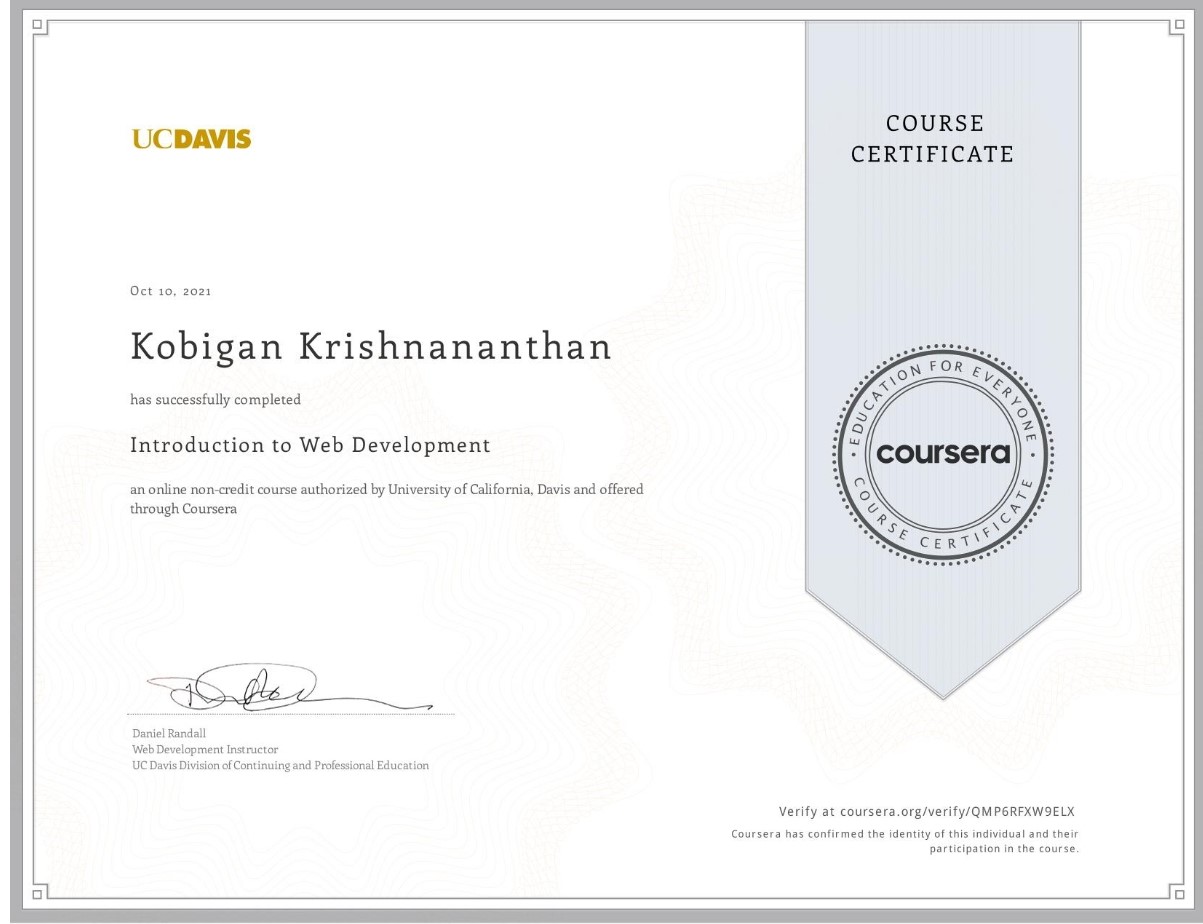 UCDAVIS
COURSE
CERTIFICATE
Oct 10, 2021
Kobigan Krishnananthan
has successfully completed
Introduction to Web Development
an online non-credit course authorized by University of California, Davis and offered
through Coursera
EDUCATION FOR EVERYONE
coursera
COURSE CERTIFICATE
Daniel Randall
Web Development Instructor
UC Davis Division of Continuing and Professional Education
Verify at coursera.org/verify/QMP6RFXW9ELX
Coursera has confirmed the identity of this individual and their
participation in the course.